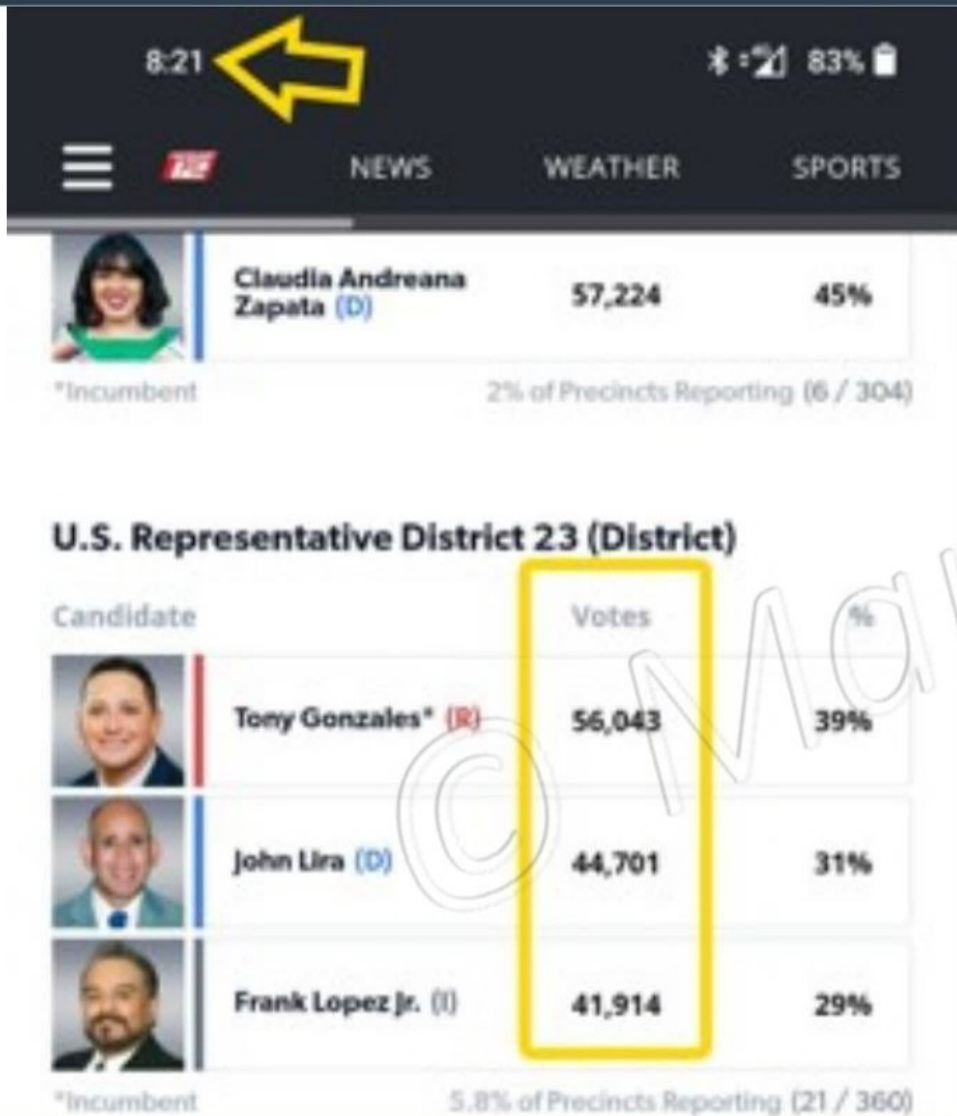 8:21 83%
NEWS WEATHER SPORTS
Claudia Andreana
Zapata (D) 57,224 45%
*Incumbent 2% of Precincts Reporting (6 / 304)
U.S. Representative District 23 (District)
Candidate Votes %
Tony Gonzales* (R) 56,043 39%
John Lira (D) 44,701 31%
Frank Lopez Jr. (I) 41,914 29%
*Incumbent 5.8% of Precincts Reporting (21 / 360)
© Mar